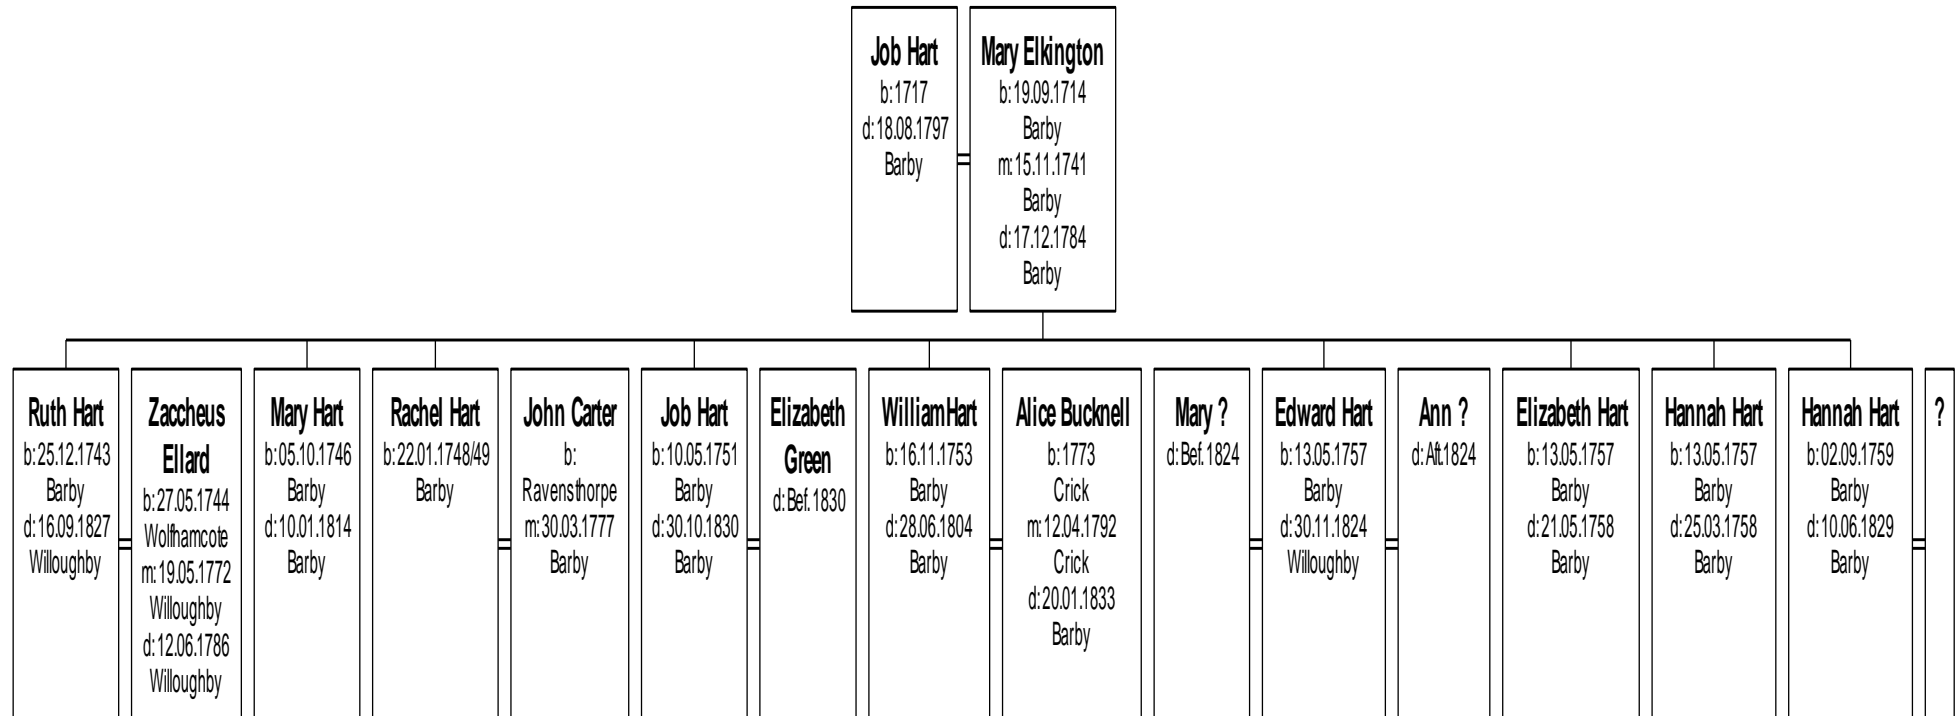 Job Hart
b:1717
d:18.08.1797
Barby
Mary Elkington
b:19.09.1714
Barby
m:15.11.1741
Barby
d:17.12.1784
Barby
Ruth Hart
b:25.12.1743
Barby
d:16.09.1827
Willoughby
Zaccheus
Ellard
b:27.05.1744
Wolfhamcote
m:19.05.1772
Willoughby
d:12.06.1786
Willoughby
Mary Hart
b:05.10.1746
Barby
d:10.01.1814
Barby
Rachel Hart
b:22.01.1748/49
Barby
John Carter
b:
Ravensthorpe
m:30.03.1777
Barby
Job Hart
b:10.05.1751
Barby
d:30.10.1830
Barby
Elizabeth
Green
d:Bef.1830
William Hart
b:16.11.1753
Barby
d:28.06.1804
Barby
Alice Bucknell
b:1773
Crick
m:12.04.1792
Crick
d:20.01.1833
Barby
Mary ?
d:Bef.1824
Edward Hart
b:13.05.1757
Barby
d:30.11.1824
Willoughby
Ann ?
d:Aft.1824
Elizabeth Hart
b:13.05.1757
Barby
d:21.05.1758
Barby
Hannah Hart
b:13.05.1757
Barby
d:25.03.1758
Barby
Hannah Hart
b:02.09.1759
Barby
d:10.06.1829
Barby
?